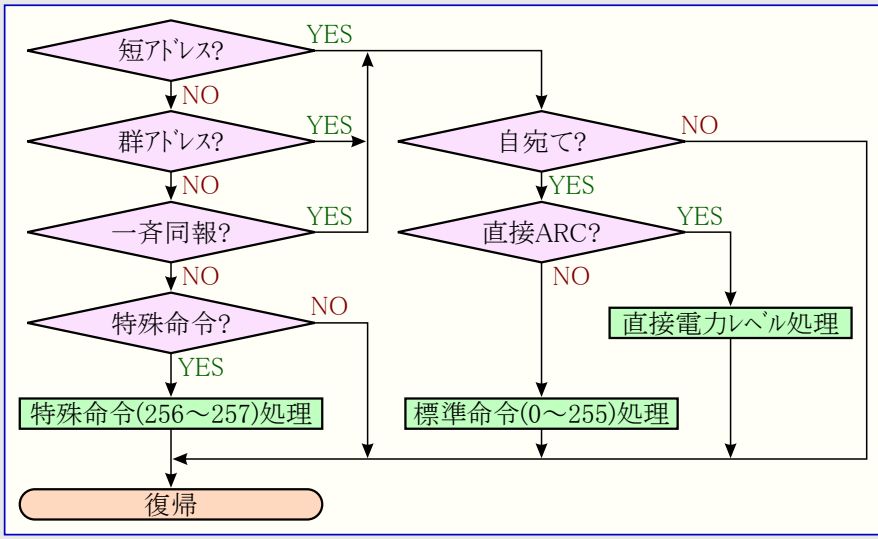 短アドレス?
YES
NO
群アドレス?
YES
自宛て?
NO
NO
YES
一斉同報?
YES
直接ARC?
YES
NO
NO
特殊命令?
NO
直接電力レベル処理
YES
特殊命令(256～257)処理
標準命令(0～255)処理
復帰